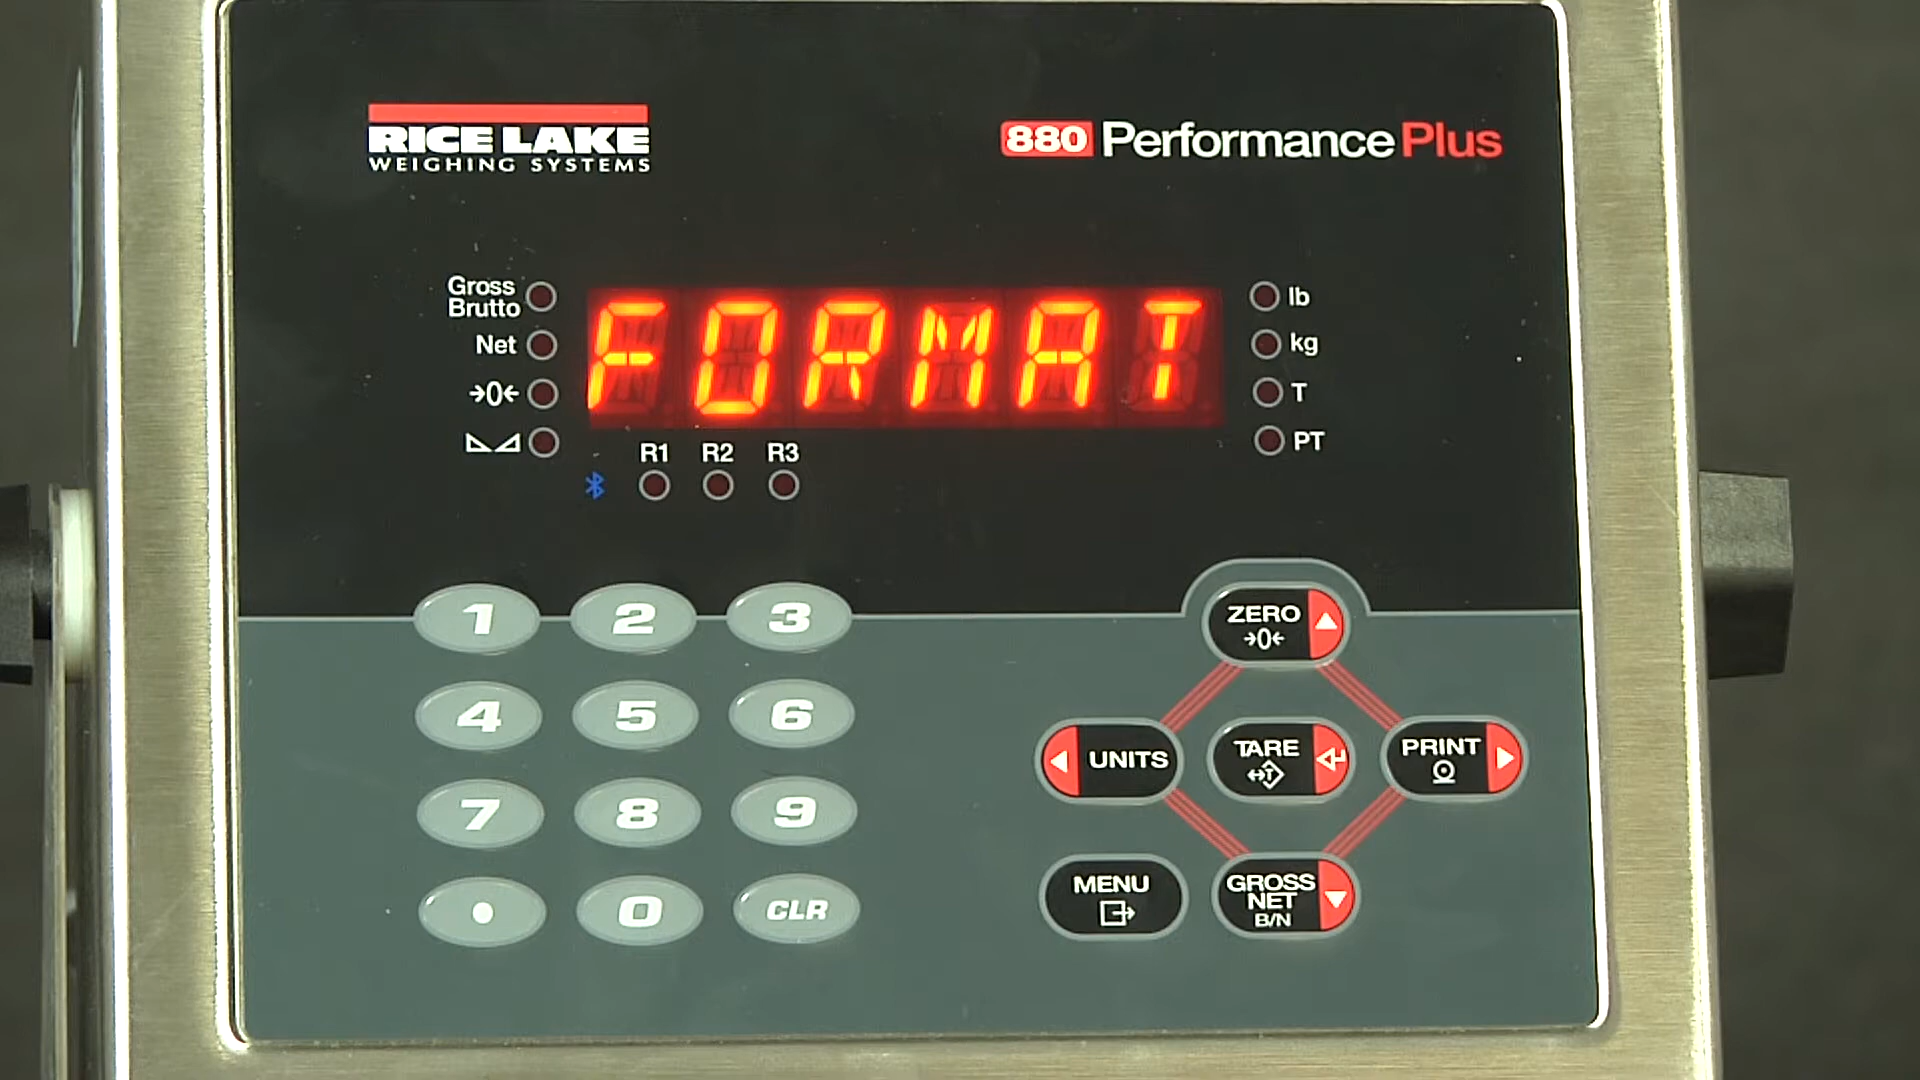 RICE LAKE
WEIGHING SYSTEMS
880 Performance Plus
Gross
Brutto
Net
→0←
FORMAT
lb
kg
T
PT
R1 R2 R3
1 2 3
4 5 6
7 8 9
. 0 CLR
ZERO
→0←
UNITS
TARE
T
PRINT
MENU
GROSS
NET
B/N